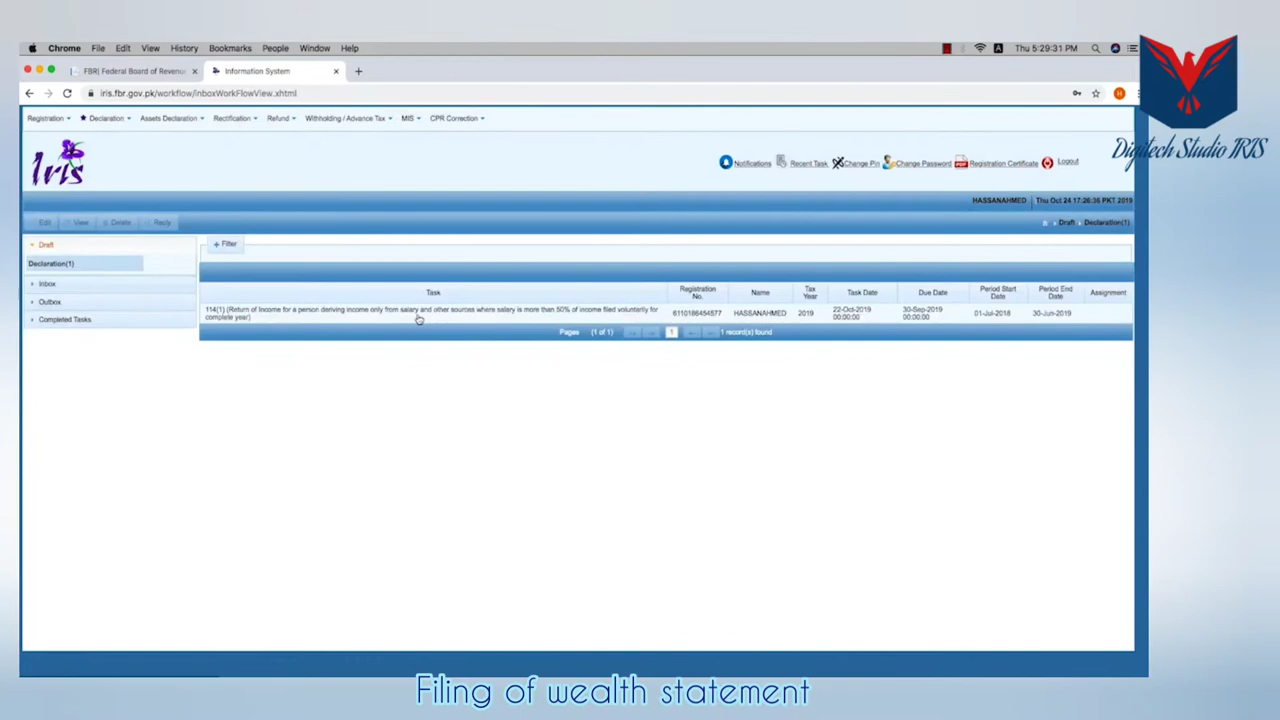 Chrome File Edit View History Bookmarks People Window Help
A Thu 5:29:31 PM
FBR| Federal Board of Revenu × Information System × +
iris.fbr.gov.pk/workflow/inboxWorkFlowView.xhtml H
Registration Declaration Assets Declaration Rectification Refund Withholding / Advance Tax MIS CPR Correction
Digitech Studio IRIS
Iris
Notifications Recent Task Change Pin Change Password PDF Registration Certificate Logout
HASSANAHMED Thu Oct 24 17:26:36 PKT 2019
Edit View Delete Reply Draft Declaration(1)
Draft
Filter
Declaration(1)
Inbox
Outbox
Completed Tasks
Task Registration No. Name Tax Year Task Date Due Date Period Start Date Period End Date Assignment
114(1) (Return of Income for a person deriving income only from salary and other sources where salary is more than 50% of income filed voluntarily for
complete year)
6110186454577 HASSANAHMED 2019 22-Oct-2019 00:00:00 30-Sep-2019 00:00:00 01-Jul-2018 30-Jun-2019
Pages (1 of 1) 1 1 record(s) found
Filing of wealth statement